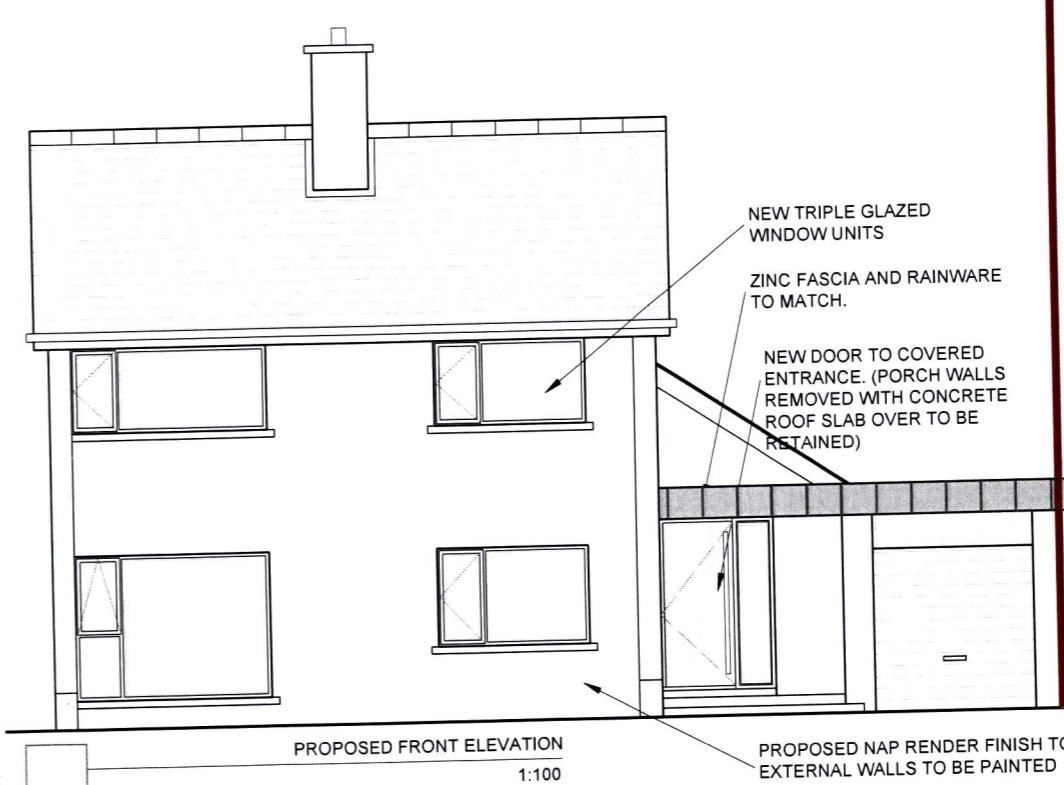 NEW TRIPLE GLAZED
WINDOW UNITS
ZINC FASCIA AND RAINWARE
TO MATCH.
NEW DOOR TO COVERED
ENTRANCE. (PORCH WALLS
REMOVED WITH CONCRETE
ROOF SLAB OVER TO BE
RETAINED)
PROPOSED FRONT ELEVATION
1:100
PROPOSED NAP RENDER FINISH TO
EXTERNAL WALLS TO BE PAINTED